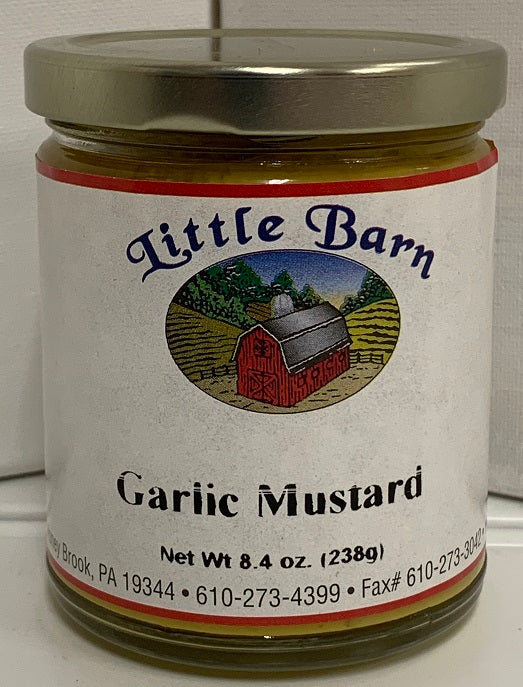 Little Barn
Garlic Mustard
Net Wt 8.4 oz. (238g)
Brook, PA 19344 • 610-273-4399 • Fax# 610-273-3042